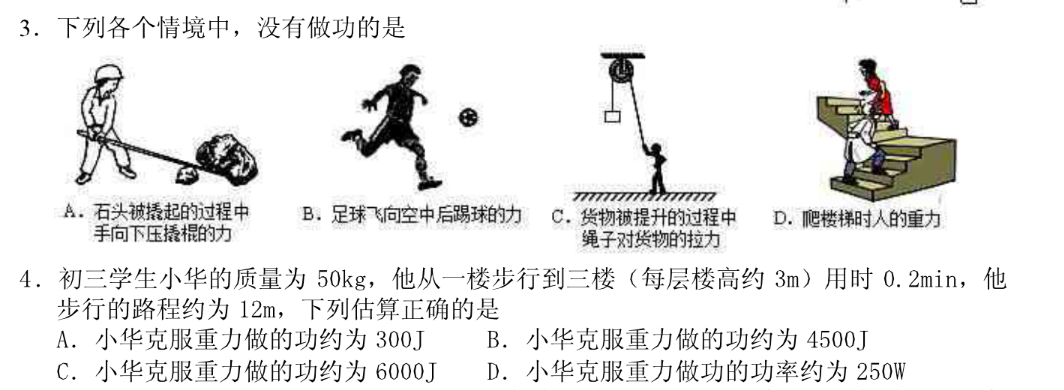 3. 下列各个情境中，没有做功的是
A. 石头被撬起的过程中
手向下压撬棍的力
B. 足球飞向空中后踢球的力
C. 货物被提升的过程中
绳子对货物的拉力
D. 爬楼梯时人的重力
4. 初三学生小华的质量为 50kg，他从一楼步行到三楼（每层楼高约 3m）用时 0.2min，他
步行的路程约为 12m，下列估算正确的是
A. 小华克服重力做的功约为 300J B. 小华克服重力做的功约为 4500J
C. 小华克服重力做的功约为 6000J D. 小华克服重力做功的功率约为 250W